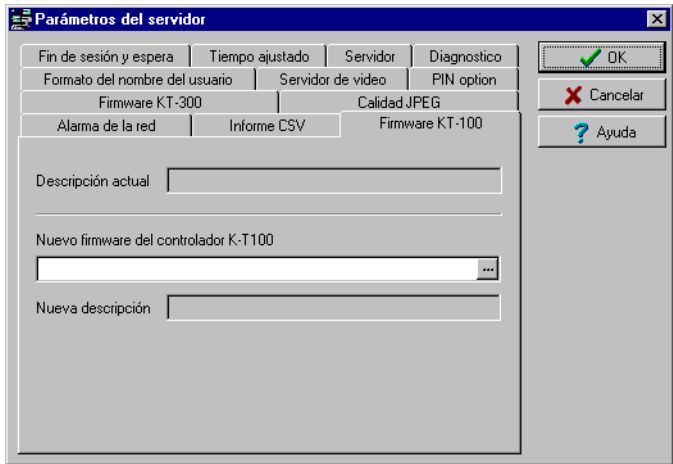 Parámetros del servidor
Fin de sesión y espera Tiempo ajustado Servidor Diagnostico
Formato del nombre del usuario Servidor de video PIN option
Firmware KT-300 Calidad JPEG
Alarma de la red Informe CSV Firmware KT-100
OK
Cancelar
Ayuda
Descripción actual
Nuevo firmware del controlador K-T100
...
Nueva descripción